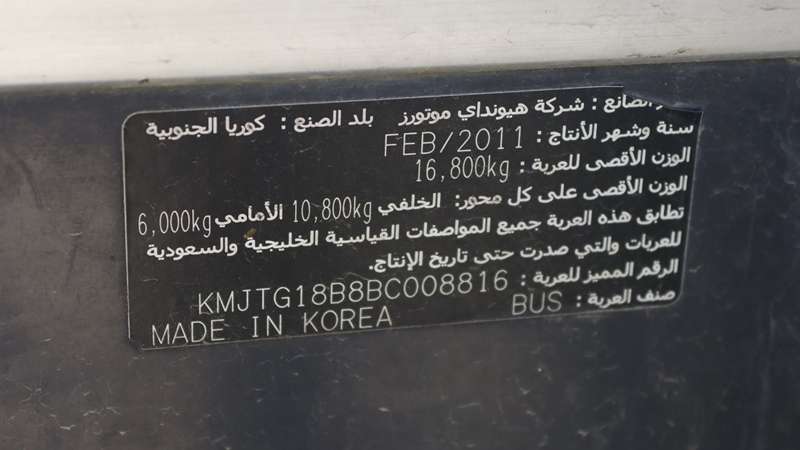 الصانع : شركة هيونداي موتورز بلد الصنع : كوريا الجنوبية
سنة وشهر الأنتاج : FEB/2011
الوزن الأقصى للعربة : 16,800kg
الوزن الأقصى على كل محور: الخلفي 10,800kg الأمامي 6,000kg
تطابق هذه العربة جميع المواصفات القياسية الخليجية والسعودية
للعربات والتي صدرت حتى تاريخ الإنتاج.
الرقم المميز للعربة : KMJTG18B8BC008816
صنف العربة : BUS
MADE IN KOREA